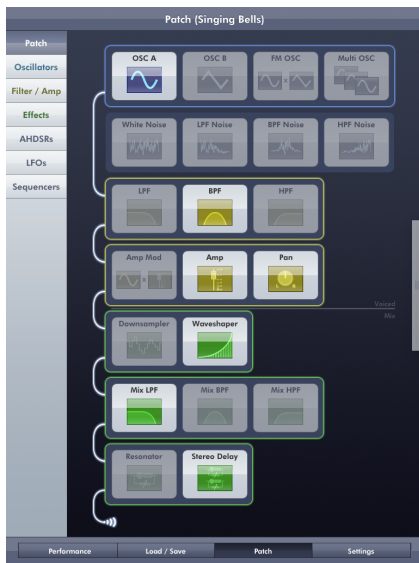 Patch (Singing Bells)
Patch
Oscillators
Filter / Amp
Effects
AHDSRs
LFOs
Sequencers
OSC A OSC B FM OSC Multi OSC
x
White Noise LPF Noise BPF Noise HPF Noise
LPF BPF HPF
Amp Mod Amp Pan
x
Voiced
Mix
Downsampler Waveshaper
Mix LPF Mix BPF Mix HPF
Resonator Stereo Delay
Performance Load / Save Patch Settings